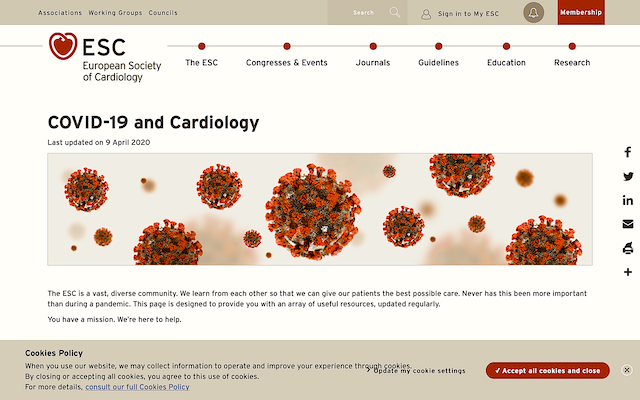 Associations Working Groups Councils
Search
Sign in to My ESC
Membership
ESC
European Society
of Cardiology
The ESC
Congresses & Events
Journals
Guidelines
Education
Research
COVID-19 and Cardiology
Last updated on 9 April 2020
The ESC is a vast, diverse community. We learn from each other so that we can give our patients the best possible care. Never has this been more important
than during a pandemic. This page is designed to provide you with an array of useful resources, updated regularly.
You have a mission. We're here to help.
Cookies Policy
When you use our website, we may collect information to operate and improve your experience through cookies.
By closing or accepting all cookies, you agree to this use of cookies.
For more details, consult our full Cookies Policy
Update my cookie settings
✓ Accept all cookies and close